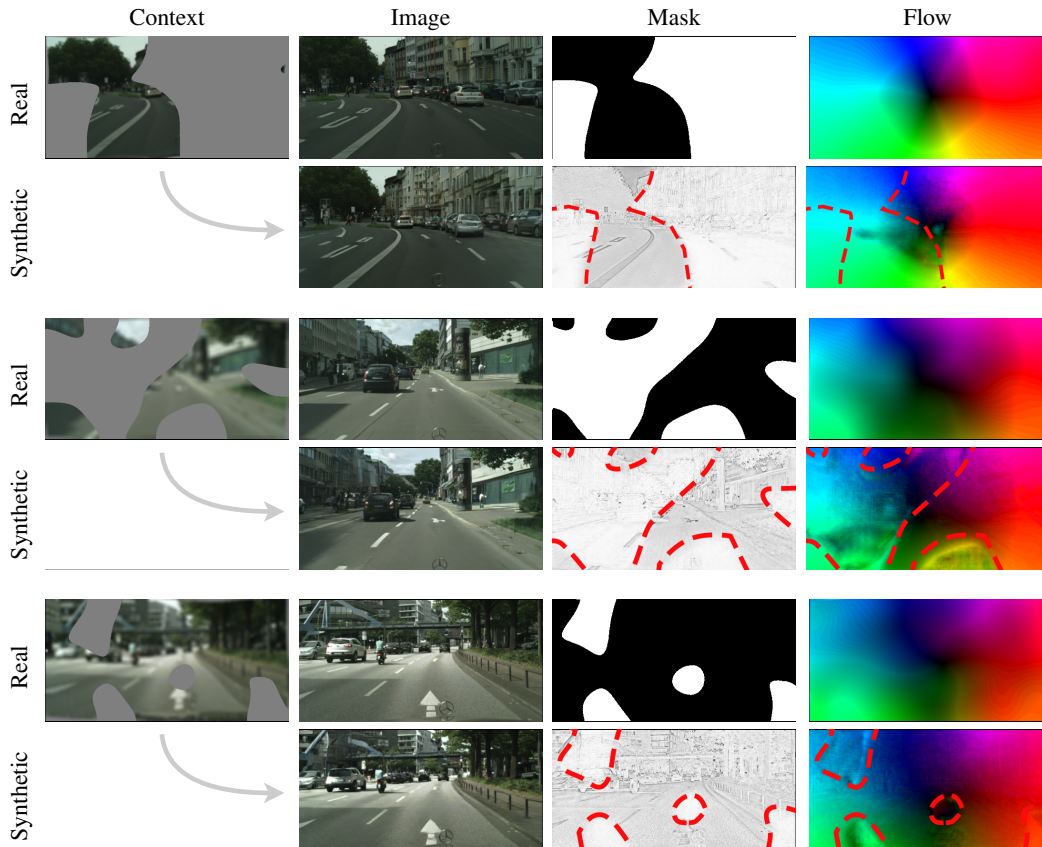 Context Image Mask Flow
Real
Synthetic
Real
Synthetic
Real
Synthetic